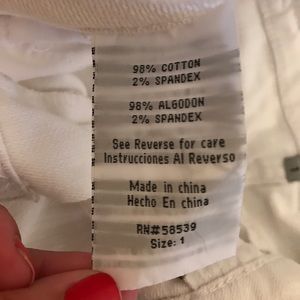 98% COTTON
2% SPANDEX
98% ALGODON
2% SPANDEX
See Reverse for care
Instrucciones Al Reverso
Made in china
Hecho En china
RN#58539
Size: 1